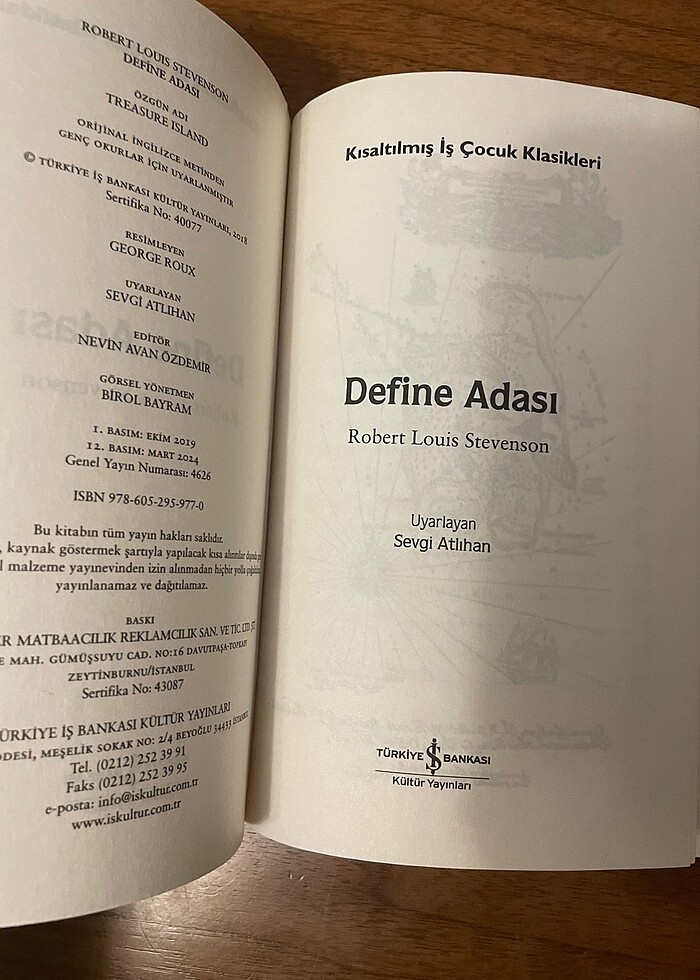 ROBERT LOUIS STEVENSON
DEFİNE ADASI
ÖZGÜN ADI
TREASURE ISLAND
ORİJİNAL İNGİLİZCE METİNDEN
GENÇ OKURLAR İÇİN UYARLANMIŞTIR
© TÜRKİYE İŞ BANKASI KÜLTÜR YAYINLARI, 2018
Sertifika No: 40077
RESİMLEYEN
GEORGE ROUX
UYARLAYAN
SEVGİ ATLIHAN
EDİTÖR
NEVİN AVAN ÖZDEMİR
GÖRSEL YÖNETMEN
BİROL BAYRAM
1. BASIM: EKİM 2019
12. BASIM: MART 2024
Genel Yayın Numarası: 4626
ISBN 978-605-295-977-0
Bu kitabın tüm yayın hakları saklıdır.
, kaynak göstermek şartıyla yapılacak kısa alıntılar dışında
malzeme yayınevinden izin alınmadan hiçbir yolla
yayınlanamaz ve dağıtılamaz.
BASKI
MATBAACILIK REKLAMCILIK SAN. VE TİC. LTD. ŞTİ.
MAH. GÜMÜŞSUYU CAD. NO:16 DAVUTPAŞA-TOPKAPI
ZEYTİNBURNU/İSTANBUL
Sertifika No: 43087
TÜRKİYE İŞ BANKASI KÜLTÜR YAYINLARI
MEŞELİK SOKAK NO: 2/4 BEYOĞLU 34433 İSTANBUL
Tel. (0212) 252 39 91
Faks (0212) 252 39 95
e-posta: info@iskultur.com.tr
www.iskultur.com.tr
Kısaltılmış İş Çocuk Klasikleri
Define Adası
Robert Louis Stevenson
Uyarlayan
Sevgi Atlıhan
TÜRKİYE İŞ BANKASI
Kültür Yayınları